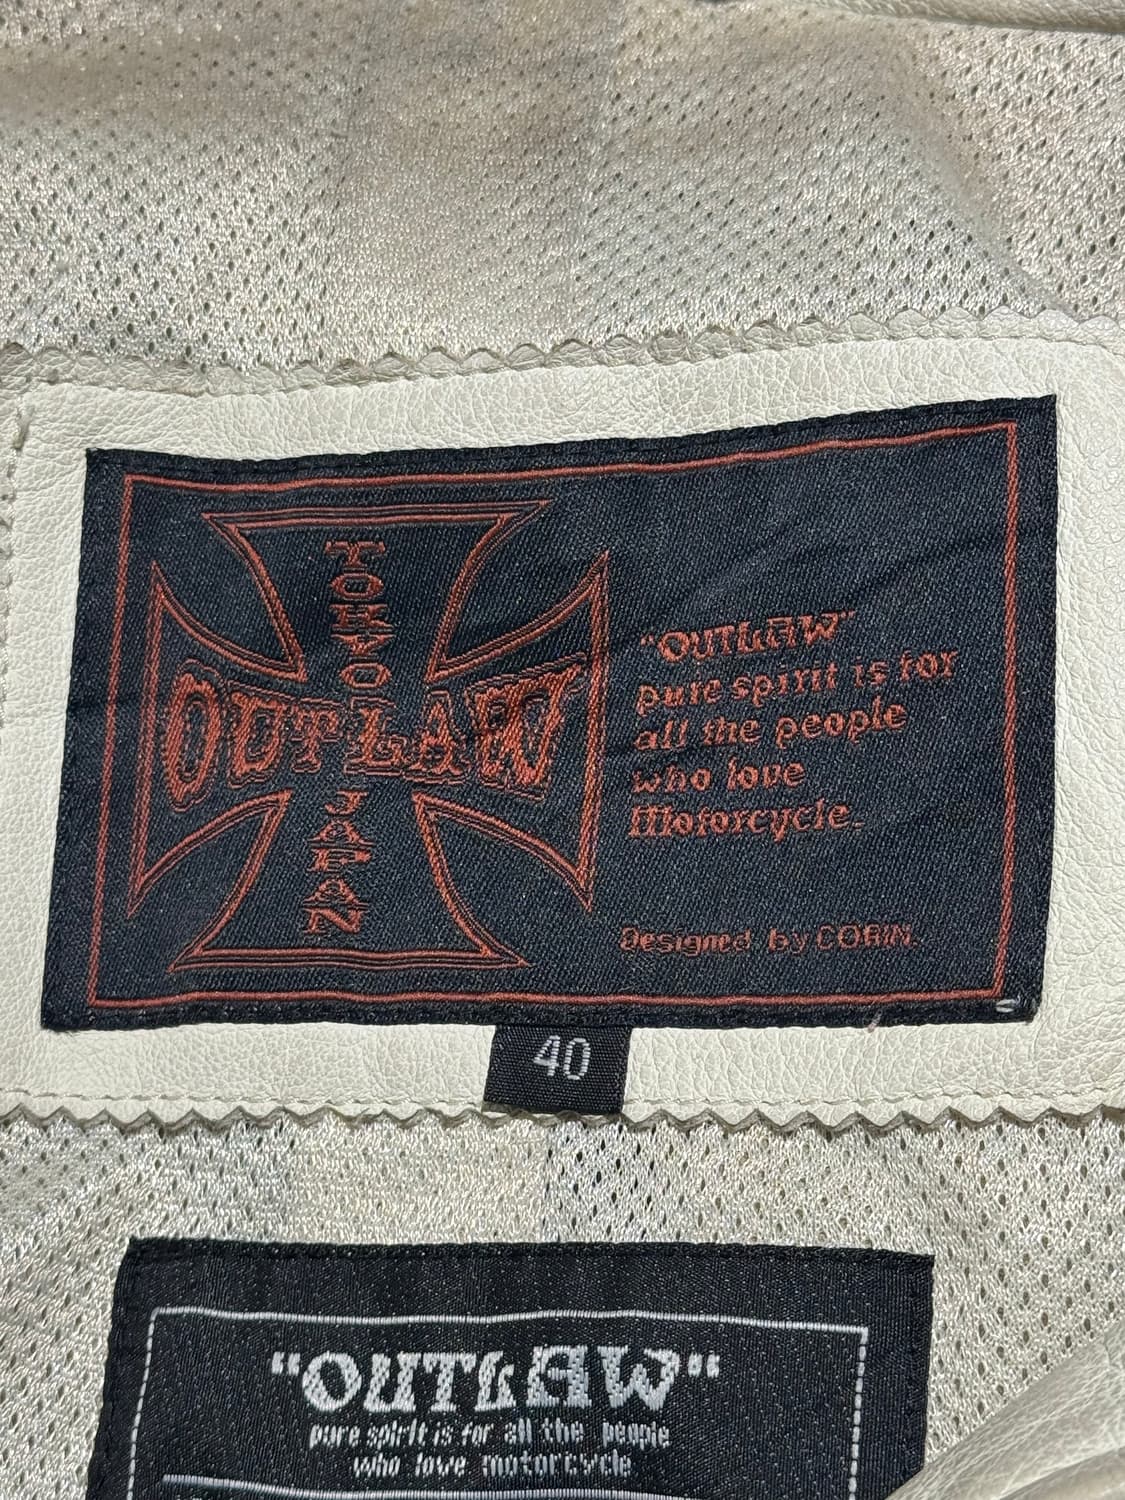 TOKYO
OUTLAW
JAPAN
"OUTLAW"
pure spirit is for
all the people
who love
Motorcycle.
Designed by CORIN.
40
"OUTLAW"
pure spirit is for all the people
who love motorcycle